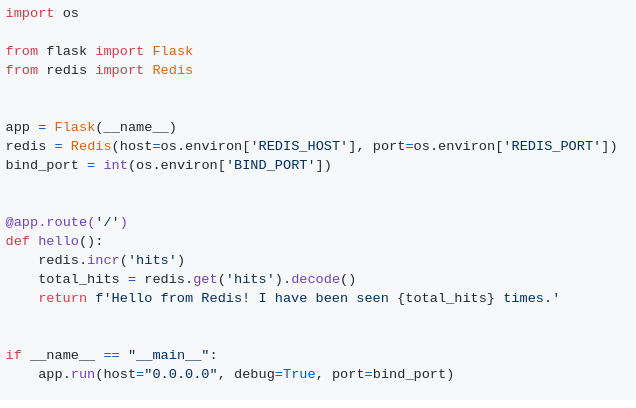 import os
from flask import Flask
from redis import Redis
app = Flask(__name__)
redis = Redis(host=os.environ['REDIS_HOST'], port=os.environ['REDIS_PORT'])
bind_port = int(os.environ['BIND_PORT'])
@app.route('/')
def hello():
    redis.incr('hits')
    total_hits = redis.get('hits').decode()
    return f'Hello from Redis! I have been seen {total_hits} times.'
if __name__ == "__main__":
    app.run(host="0.0.0.0", debug=True, port=bind_port)